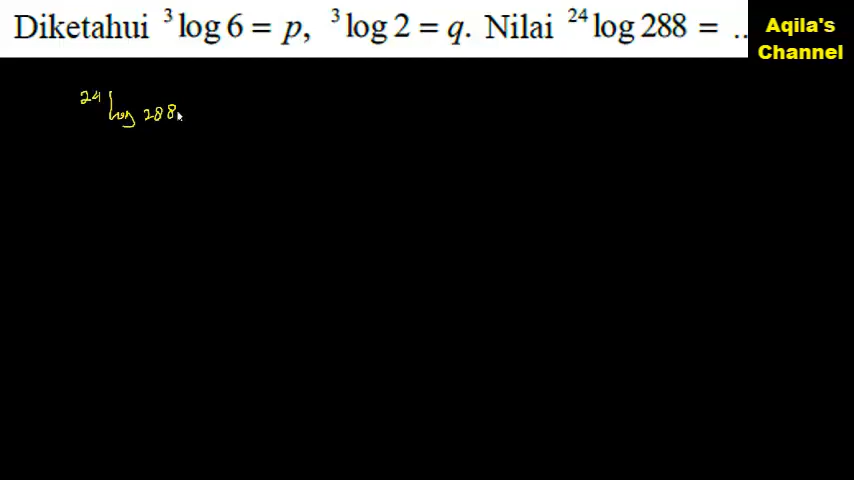 Diketahui ³log 6 = p, ³log 2 = q. Nilai ²⁴log 288 = ..
Aqila's
Channel
²⁴log 288